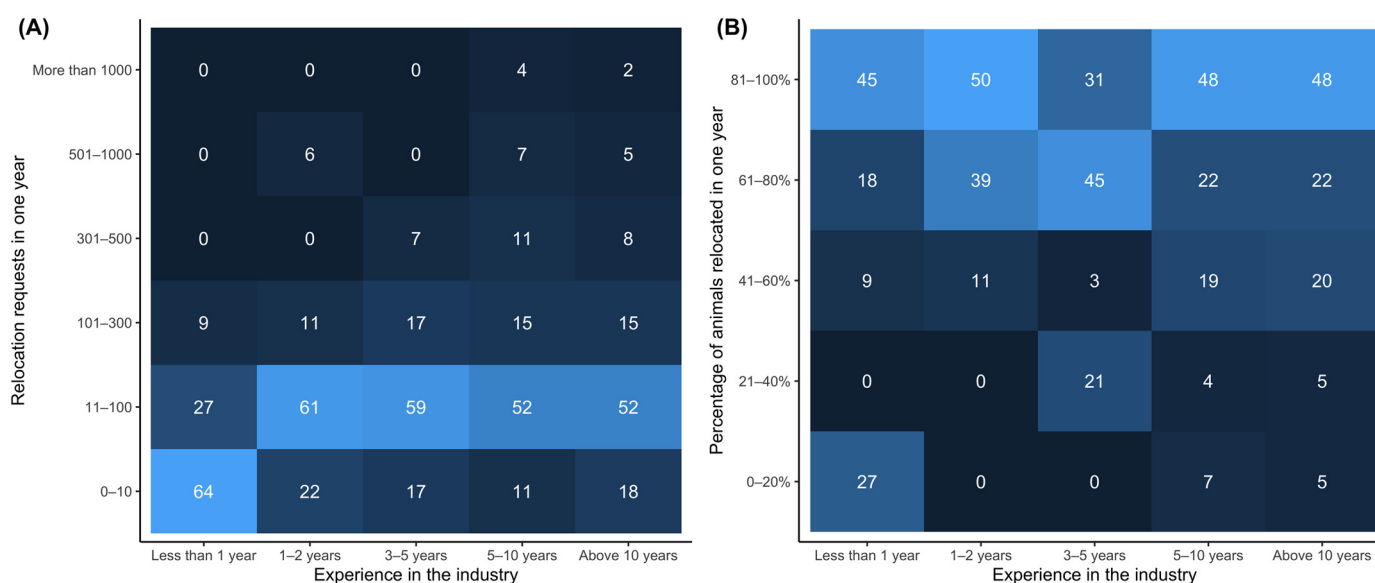 (A)
Relocation requests in one year
More than 1000 0 0 0 4 2
501–1000 0 6 0 7 5
301–500 0 0 7 11 8
101–300 9 11 17 15 15
11–100 27 61 59 52 52
0–10 64 22 17 11 18
Less than 1 year 1–2 years 3–5 years 5–10 years Above 10 years
Experience in the industry
(B)
Percentage of animals relocated in one year
81–100% 45 50 31 48 48
61–80% 18 39 45 22 22
41–60% 9 11 3 19 20
21–40% 0 0 21 4 5
0–20% 27 0 0 7 5
Less than 1 year 1–2 years 3–5 years 5–10 years Above 10 years
Experience in the industry